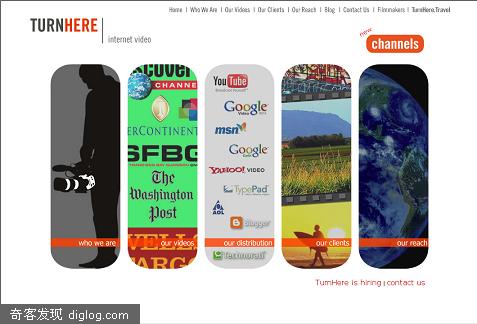 Home | Who We Are | Our Videos | Our Clients | Our Reach | Blog | Contact Us | Filmmakers | TurnHere.Travel
TURNHERE | internet video
new
channels
who we are
Discover
CHANNEL
ERCONTINENT
SFBG
The
Washington
Post
WELLS
FARGO
our videos
YouTube
Broadcast Yourself
Google
Video
msn
Google
YAHOO! VIDEO
TypePad
AOL
Blogger
Technorati
our distribution
our clients
our reach
TurnHere is hiring | contact us
奇客发现 diglog.com